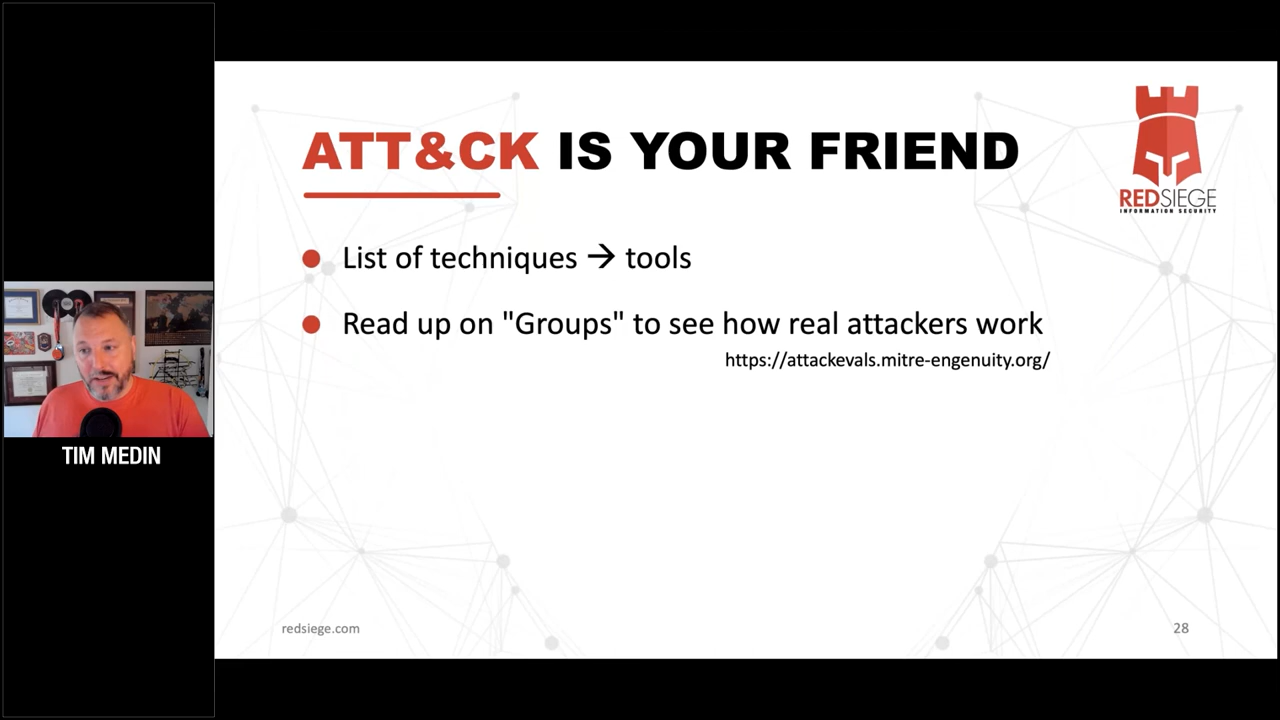 ATT&CK IS YOUR FRIEND
REDSIEGE
INFORMATION SECURITY
List of techniques → tools
Read up on "Groups" to see how real attackers work
https://attackevals.mitre-engenuity.org/
TIM MEDIN
redsiege.com
28